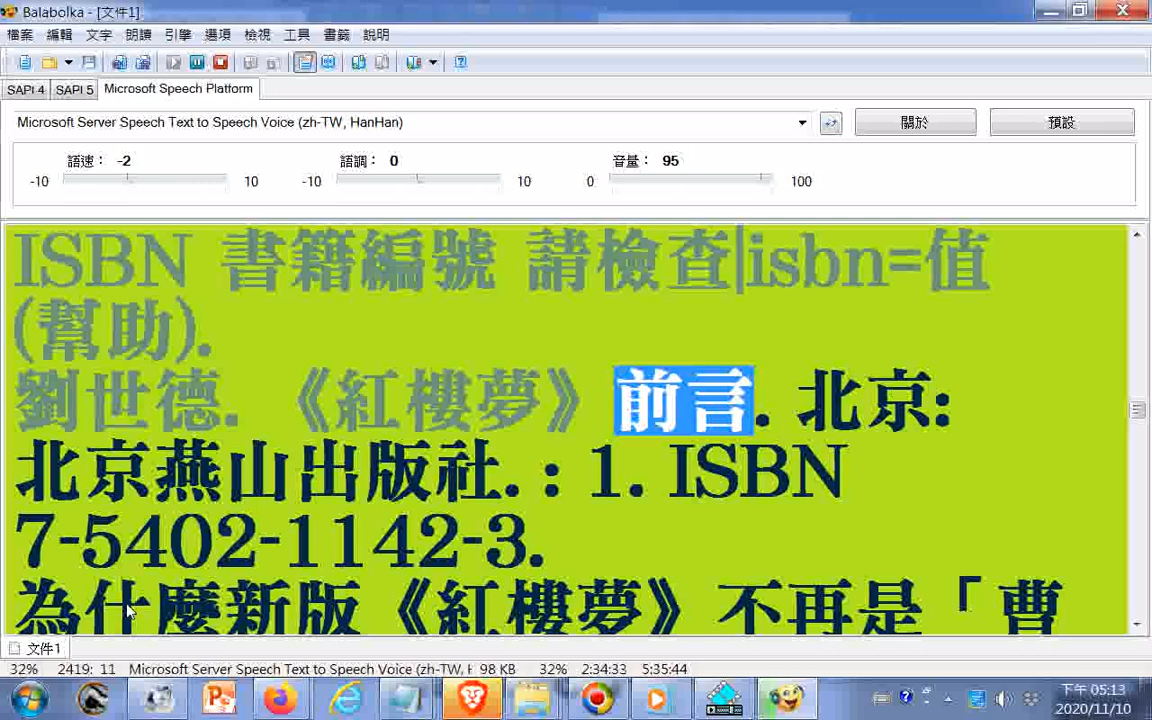 Balabolka - [文件1]
檔案 編輯 文字 朗讀 引擎 選項 檢視 工具 書籤 說明
SAPI 4 SAPI 5 Microsoft Speech Platform
Microsoft Server Speech Text to Speech Voice (zh-TW, HanHan) 關於 預設
語速： -2 語調： 0 音量： 95
-10 10 -10 10 0 100
ISBN 書籍編號 請檢查|isbn=值
(幫助).
劉世德. 《紅樓夢》 前言. 北京:
北京燕山出版社. : 1. ISBN
7-5402-1142-3.
為什麼新版《紅樓夢》不再是「曹
文件1
32% 2419: 11 Microsoft Server Speech Text to Speech Voice (zh-TW, 98 KB 32% 2:34:33 5:35:44
下午 05:13
2020/11/10